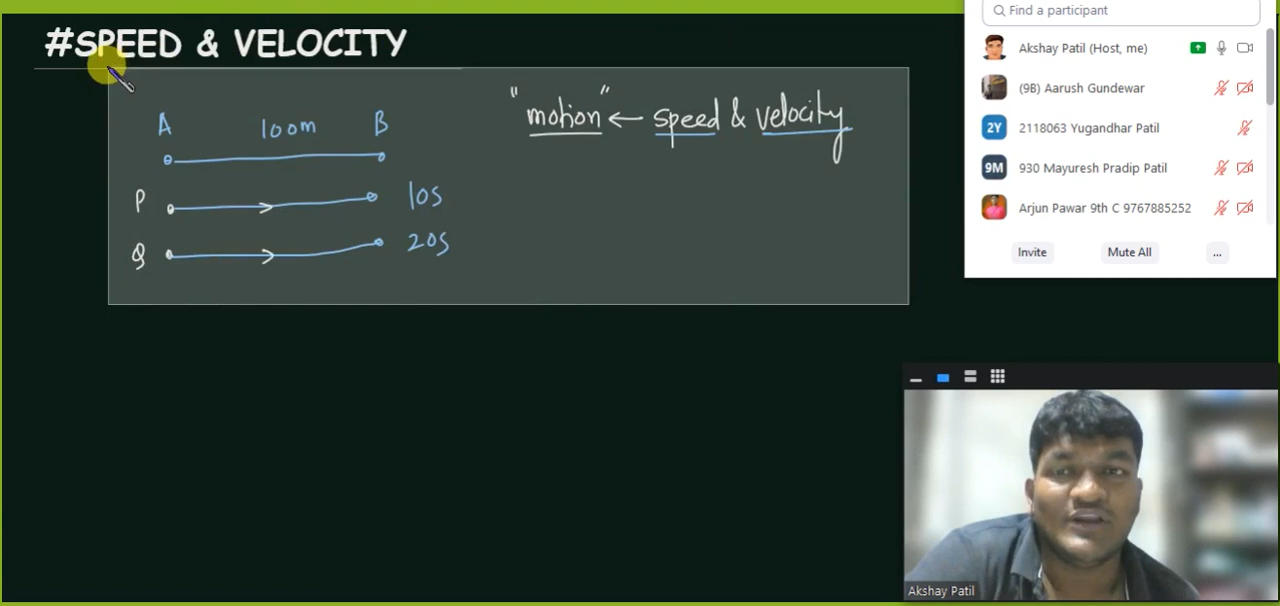 #SPEED & VELOCITY
A 100m B
P 10s
Q 20s
"motion" ← speed & velocity
Find a participant
Akshay Patil (Host, me)
(9B) Aarush Gundewar
2Y 2118063 Yugandhar Patil
9M 930 Mayuresh Pradip Patil
Arjun Pawar 9th C 9767885252
Invite Mute All ...
Akshay Patil